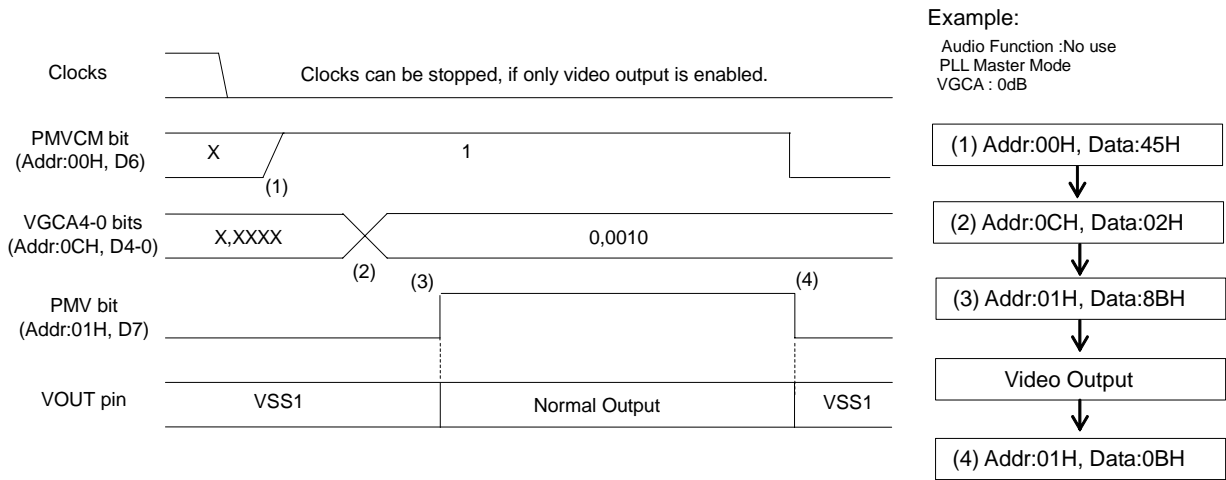 Clocks
Clocks can be stopped, if only video output is enabled.
PMVCM bit
(Addr:00H, D6)
X
1
(1)
VGCA4-0 bits
(Addr:0CH, D4-0)
X,XXXX
0,0010
(2)
(3)
(4)
PMV bit
(Addr:01H, D7)
VOUT pin
VSS1
Normal Output
VSS1
Example:
Audio Function :No use
PLL Master Mode
VGCA : 0dB
(1) Addr:00H, Data:45H
(2) Addr:0CH, Data:02H
(3) Addr:01H, Data:8BH
Video Output
(4) Addr:01H, Data:0BH